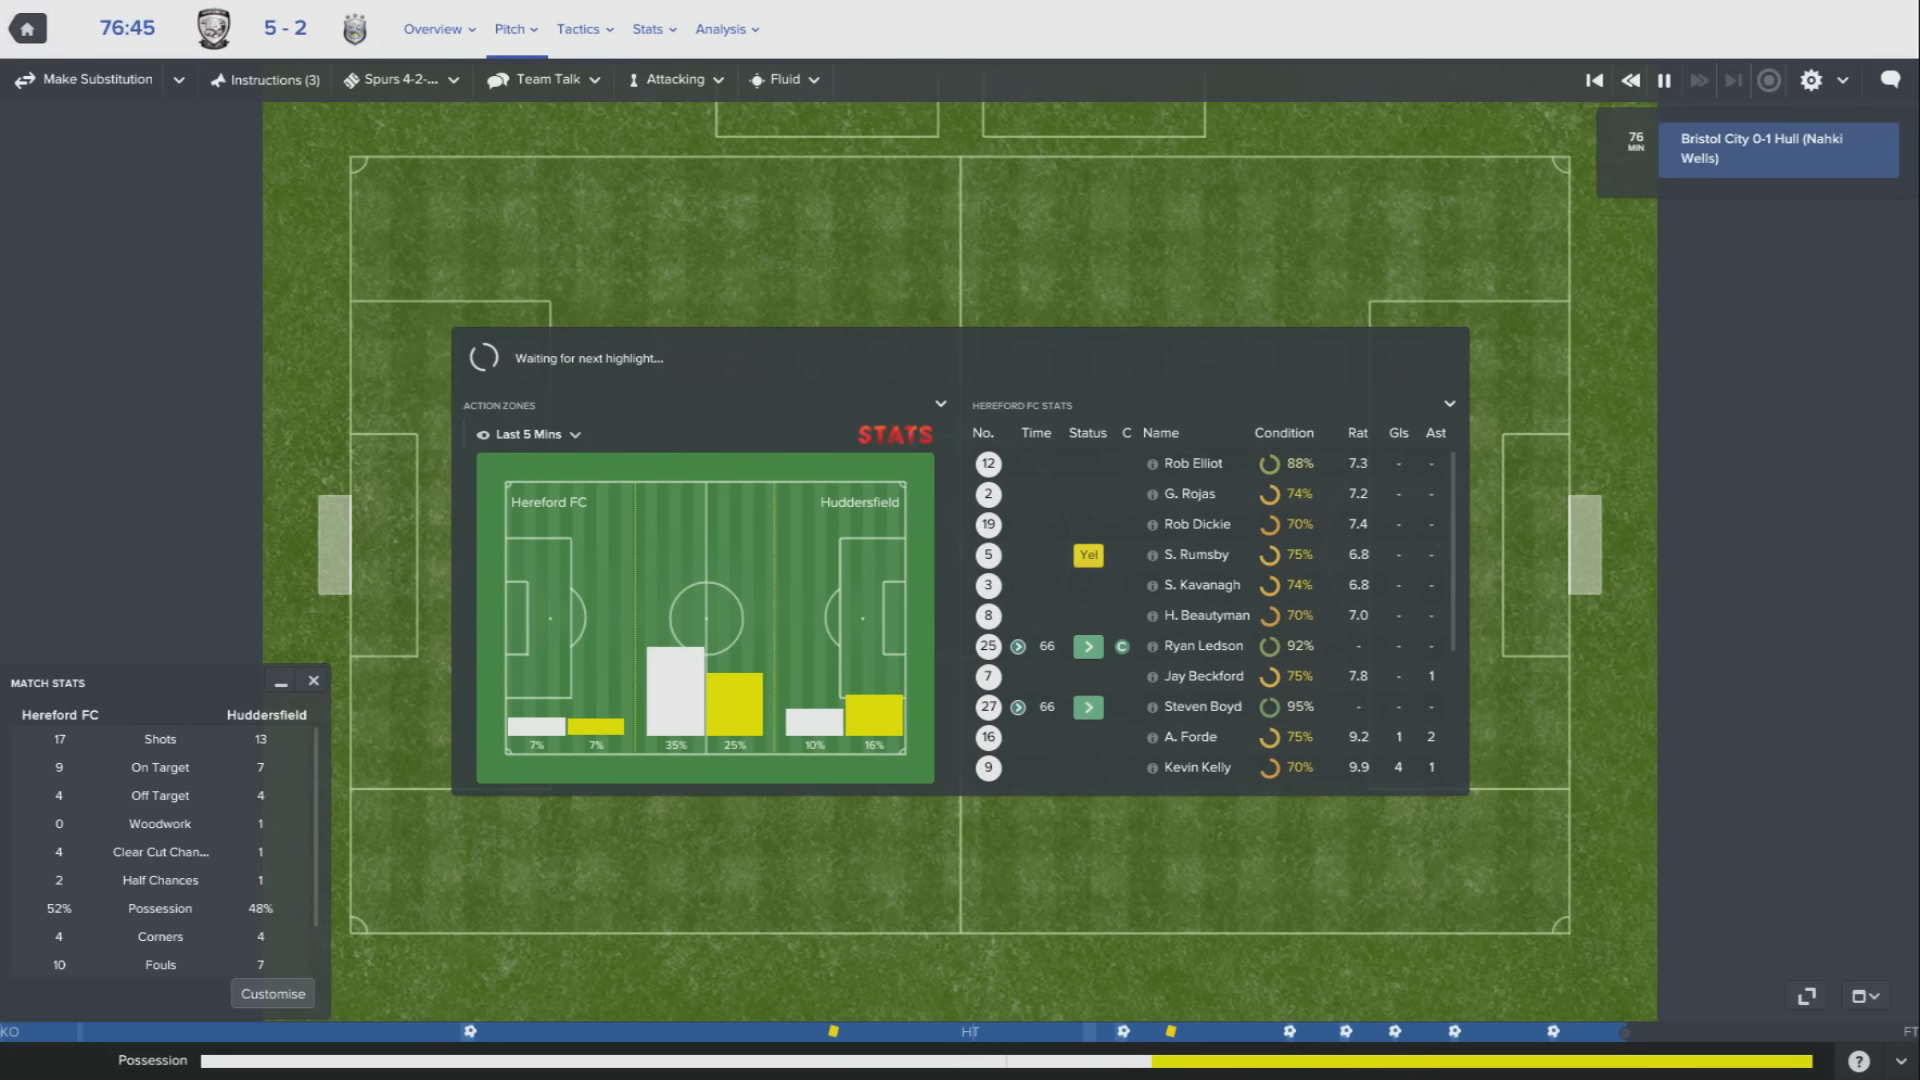 76:45 5 - 2 Overview Pitch Tactics Stats Analysis
Make Substitution Instructions (3) Spurs 4-2-... Team Talk Attacking Fluid
76 MIN
Bristol City 0-1 Hull (Nahki
Wells)
Waiting for next highlight...
ACTION ZONES
Last 5 Mins
STATS
Hereford FC Huddersfield
7% 7% 35% 25% 10% 16%
HEREFORD FC STATS
No. Time Status C Name Condition Rat Gls Ast
12 Rob Elliot 88% 7.3 - -
2 G. Rojas 74% 7.2 - -
19 Rob Dickie 70% 7.4 - -
5 Yel S. Rumsby 75% 6.8 - -
3 S. Kavanagh 74% 6.8 - -
8 H. Beautyman 70% 7.0 - -
25 66 C Ryan Ledson 92% - - -
7 Jay Beckford 75% 7.8 - 1
27 66 Steven Boyd 95% - - -
16 A. Forde 75% 9.2 1 2
9 Kevin Kelly 70% 9.9 4 1
MATCH STATS
Hereford FC Huddersfield
17 Shots 13
9 On Target 7
4 Off Target 4
0 Woodwork 1
4 Clear Cut Chan... 1
2 Half Chances 1
52% Possession 48%
4 Corners 4
10 Fouls 7
Customise
KO HT FT
Possession
?